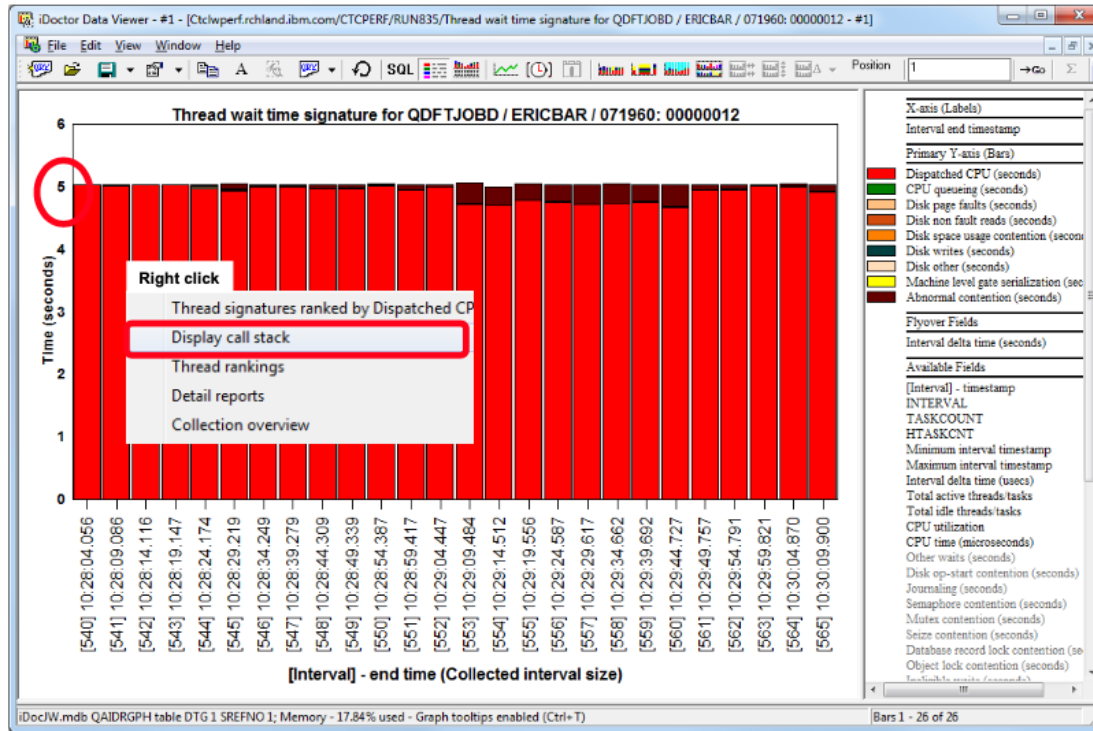 iDoctor Data Viewer - #1 - [Ctclwperf.rchland.ibm.com/CTCPERF/RUN835/Thread wait time signature for QDFTJOBD / ERICBAR / 071960: 00000012 - #1]
File Edit View Window Help
SQL Position 1 Go
Thread wait time signature for QDFTJOBD / ERICBAR / 071960: 00000012
Time (seconds)
6
5
4
3
2
1
0
Right click
Thread signatures ranked by Dispatched CP
Display call stack
Thread rankings
Detail reports
Collection overview
[540] 10:28:04.056
[541] 10:28:09.086
[542] 10:28:14.116
[543] 10:28:19.147
[544] 10:28:24.174
[545] 10:28:29.219
[546] 10:28:34.249
[547] 10:28:39.279
[548] 10:28:44.309
[549] 10:28:49.339
[550] 10:28:54.387
[551] 10:28:59.417
[552] 10:29:04.447
[553] 10:29:09.484
[554] 10:29:14.512
[555] 10:29:19.556
[556] 10:29:24.587
[557] 10:29:29.617
[558] 10:29:34.662
[559] 10:29:39.692
[560] 10:29:44.727
[561] 10:29:49.757
[562] 10:29:54.791
[563] 10:29:59.821
[564] 10:30:04.870
[565] 10:30:09.900
[Interval] - end time (Collected interval size)
X-axis (Labels)
Interval end timestamp
Primary Y-axis (Bars)
Dispatched CPU (seconds)
CPU queueing (seconds)
Disk page faults (seconds)
Disk non fault reads (seconds)
Disk space usage contention (secon
Disk writes (seconds)
Disk other (seconds)
Machine level gate serialization (sec
Abnormal contention (seconds)
Flyover Fields
Interval delta time (seconds)
Available Fields
[Interval] - timestamp
INTERVAL
TASKCOUNT
HTASKCNT
Minimum interval timestamp
Maximum interval timestamp
Interval delta time (usecs)
Total active threads/tasks
Total idle threads/tasks
CPU utilization
CPU time (microseconds)
Other waits (seconds)
Disk op-start contention (seconds)
Journaling (seconds)
Semaphore contention (seconds)
Mutex contention (seconds)
Seize contention (seconds)
Database record lock contention (se
Object lock contention (seconds)
iDocJW.mdb QAIDRGPH table DTG 1 SREFNO 1; Memory - 17.84% used - Graph tooltips enabled (Ctrl+T)
Bars 1 - 26 of 26